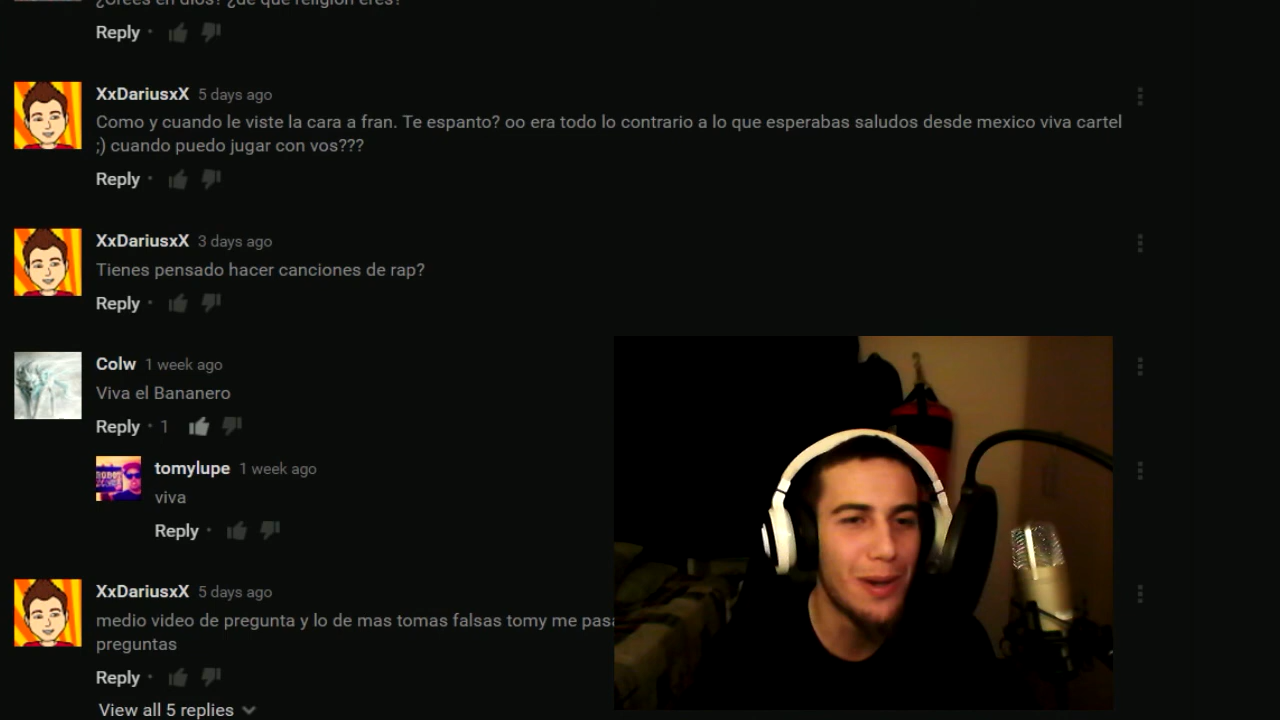 ¿Crees en dios? ¿de que religión eres?
Reply
XxDariusxX 5 days ago
Como y cuando le viste la cara a fran. Te espanto? oo era todo lo contrario a lo que esperabas saludos desde mexico viva cartel
;) cuando puedo jugar con vos???
Reply
XxDariusxX 3 days ago
Tienes pensado hacer canciones de rap?
Reply
Colw 1 week ago
Viva el Bananero
Reply · 1
tomylupe 1 week ago
viva
Reply
XxDariusxX 5 days ago
medio video de pregunta y lo de mas tomas falsas tomy me
preguntas
Reply
View all 5 replies